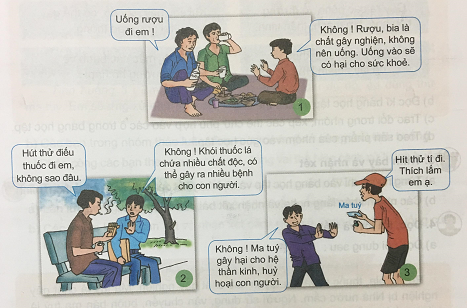 Uống rượu
đi em !
Không ! Rượu, bia là
chất gây nghiện, không
nên uống. Uống vào sẽ
có hại cho sức khoẻ.
1
Hút thử điếu
thuốc đi em,
không sao đâu.
Không ! Khói thuốc lá
chứa nhiều chất độc, có
thể gây ra nhiều bệnh
cho con người.
2
Hít thử tí đi.
Thích lắm
em ạ.
Ma tuý
Không ! Ma tuý
gây hại cho hệ
thần kinh, huỷ
hoại con người.
3